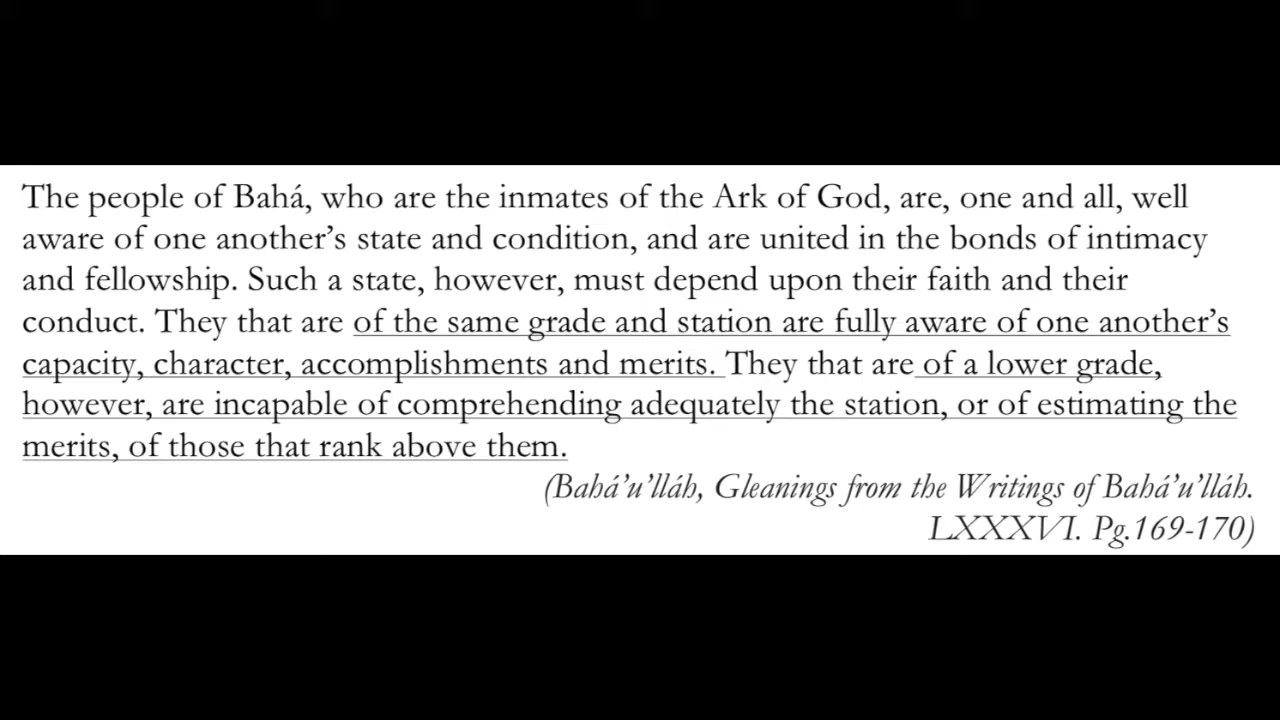 The people of Bahá, who are the inmates of the Ark of God, are, one and all, well
aware of one another’s state and condition, and are united in the bonds of intimacy
and fellowship. Such a state, however, must depend upon their faith and their
conduct. They that are of the same grade and station are fully aware of one another’s
capacity, character, accomplishments and merits. They that are of a lower grade,
however, are incapable of comprehending adequately the station, or of estimating the
merits, of those that rank above them.
(Bahá’u’lláh, Gleanings from the Writings of Bahá’u’lláh.
LXXXVI. Pg.169-170)